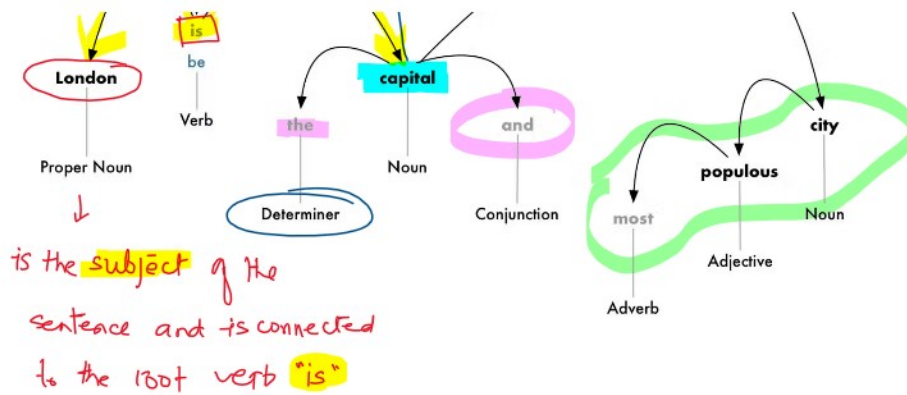 is
London
be
capital
Verb
the
and
city
Proper Noun
Noun
populous
Determiner
Conjunction
most
Noun
Adjective
Adverb
is the subject of the
sentence and is connected
to the root verb "is"